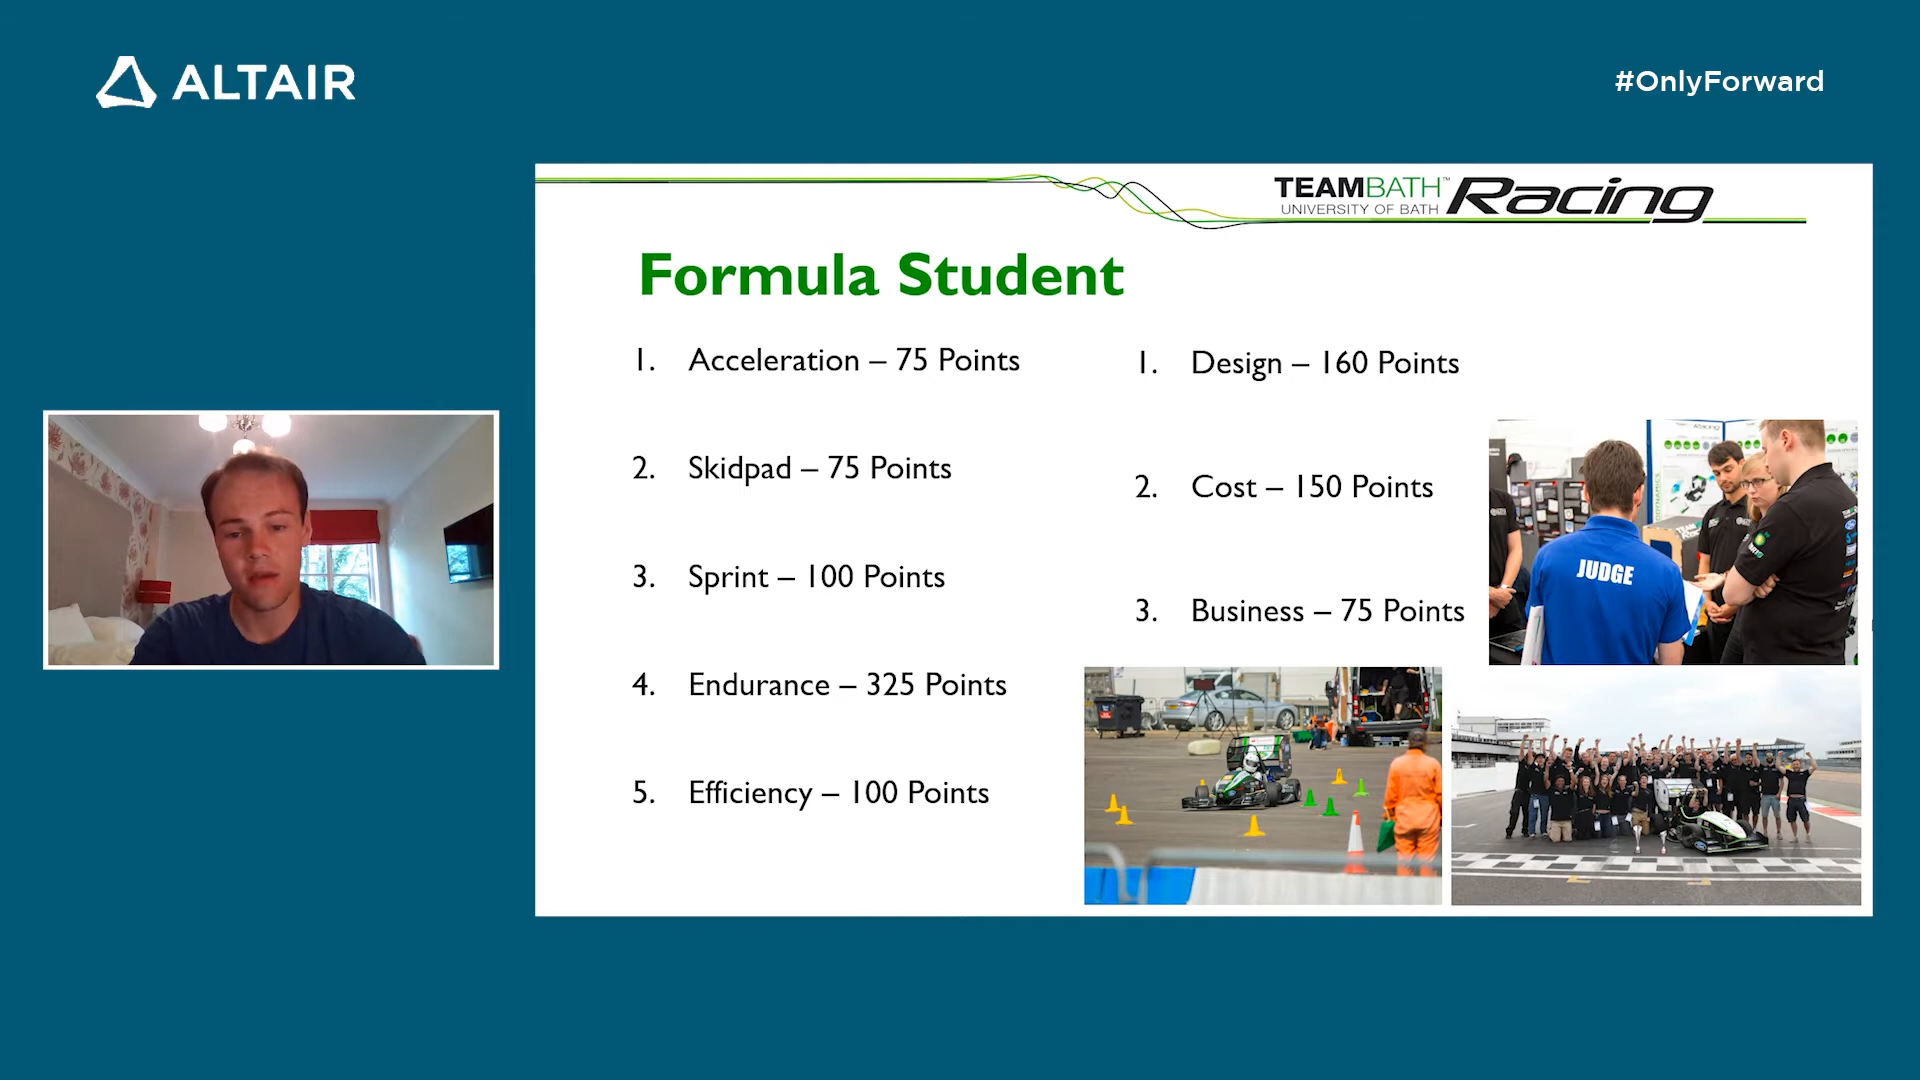 ALTAIR
#OnlyForward
TEAMBATH™ Racing
UNIVERSITY OF BATH
Formula Student
1. Acceleration – 75 Points
2. Skidpad – 75 Points
3. Sprint – 100 Points
4. Endurance – 325 Points
5. Efficiency – 100 Points
1. Design – 160 Points
2. Cost – 150 Points
3. Business – 75 Points
JUDGE